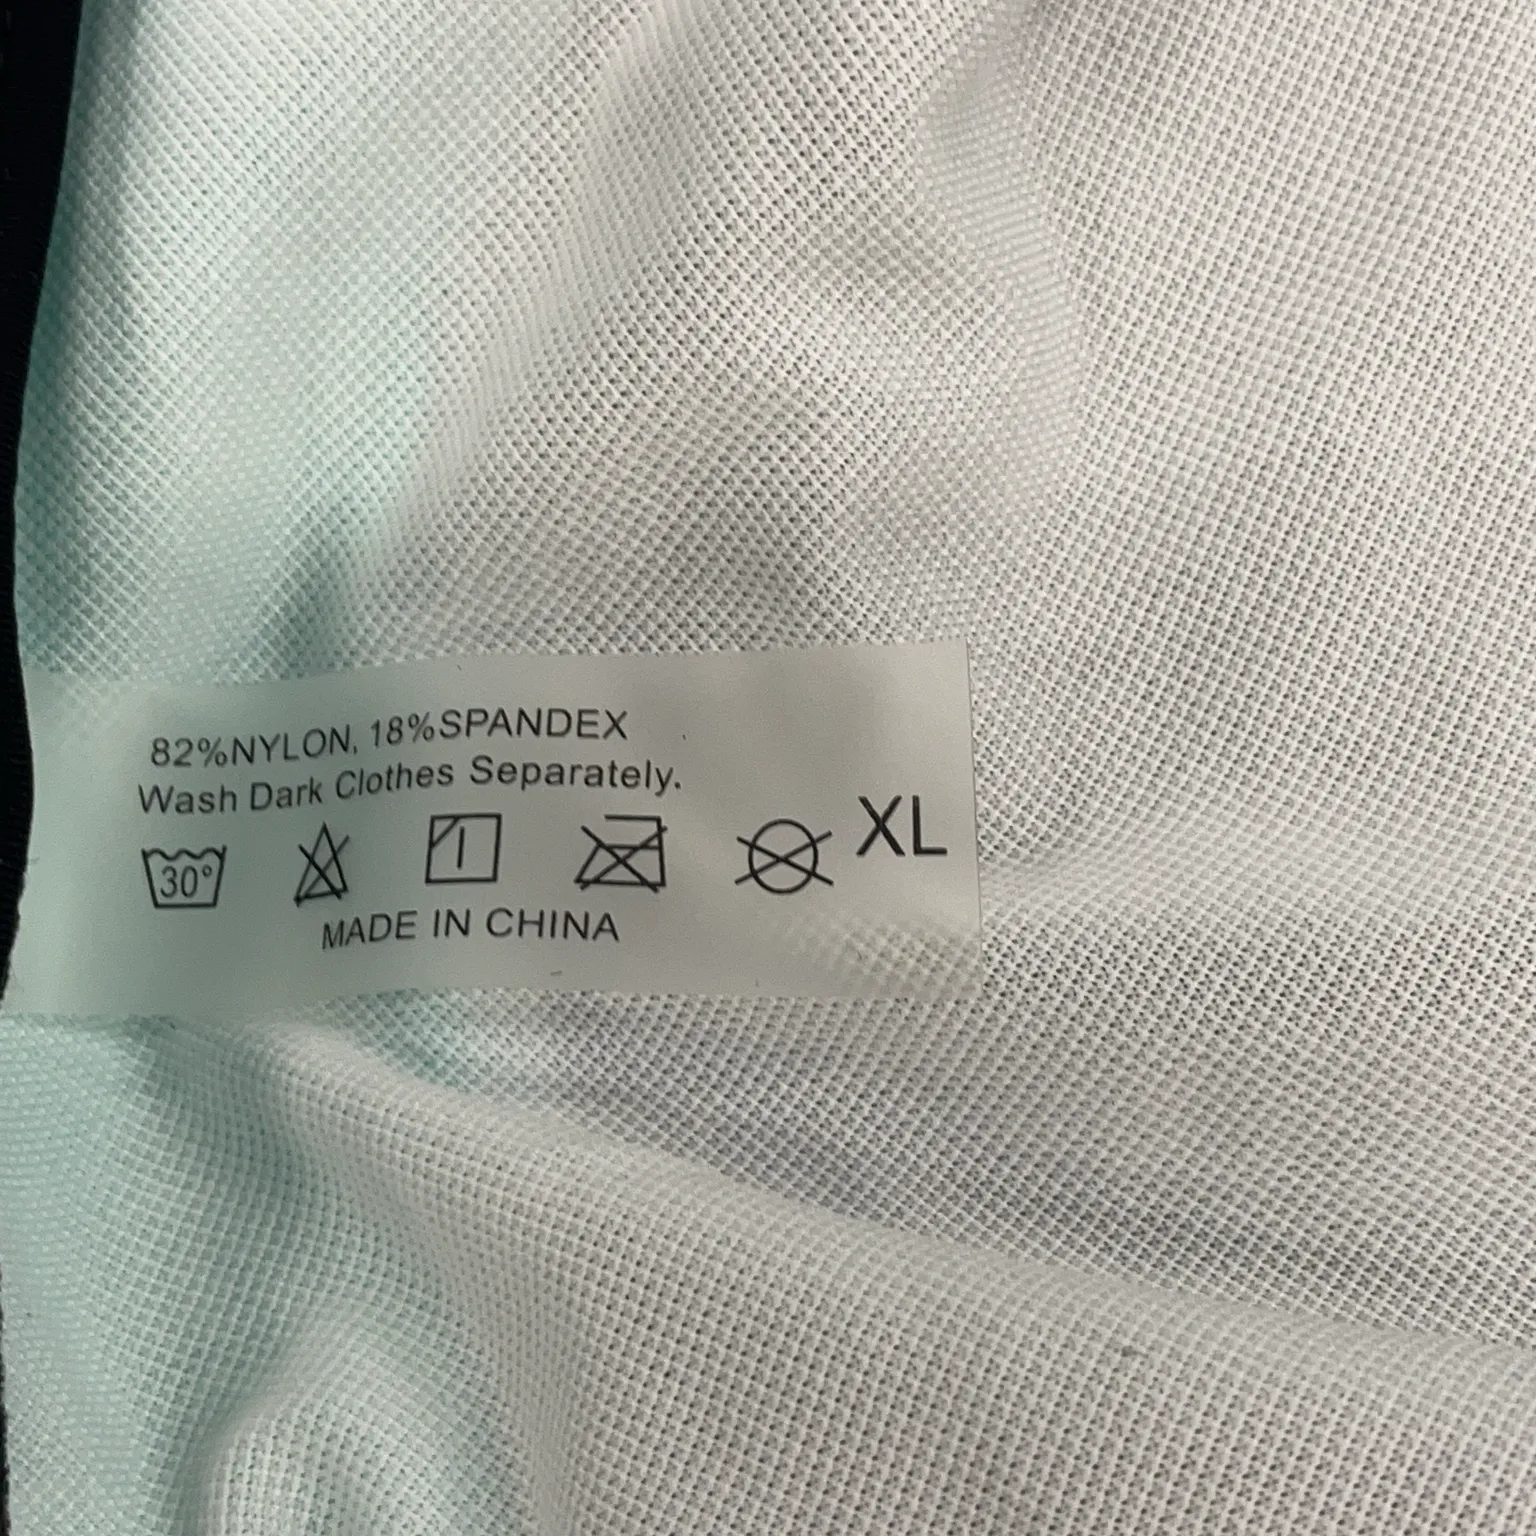 82%NYLON, 18%SPANDEX
Wash Dark Clothes Separately.
30°
XL
MADE IN CHINA